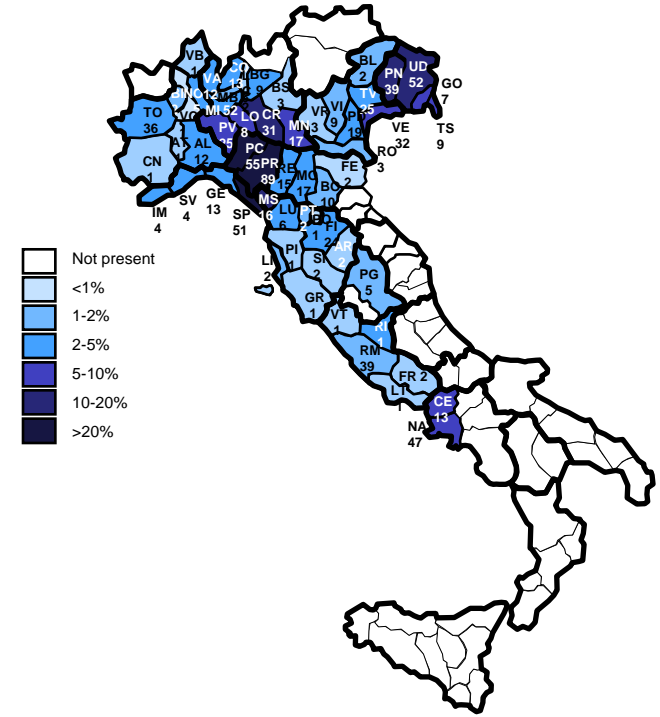 VB
1
CO
13
BG
9
VA
12
BS
3
BL
2
PN
39
UD
52
GO
7
TS
9
TV
25
VE
32
VR
3
VI
9
19
RO
3
TO
36
MI 52
LO
8
CR
31
MN
17
PV
AT
AL
12
CN
1
PC
55
PR
89
RE
15
MO
17
BO
10
FE
2
IM
4
SV
4
GE
13
SP
51
MS
16
LU
6
PT
2
1
FI
AR
2
LI
2
PI
1
SI
2
PG
5
GR
1
VT
RI
1
RM
39
FR 2
LT
1
CE
13
NA
47
Not present
<1%
1-2%
2-5%
5-10%
10-20%
>20%